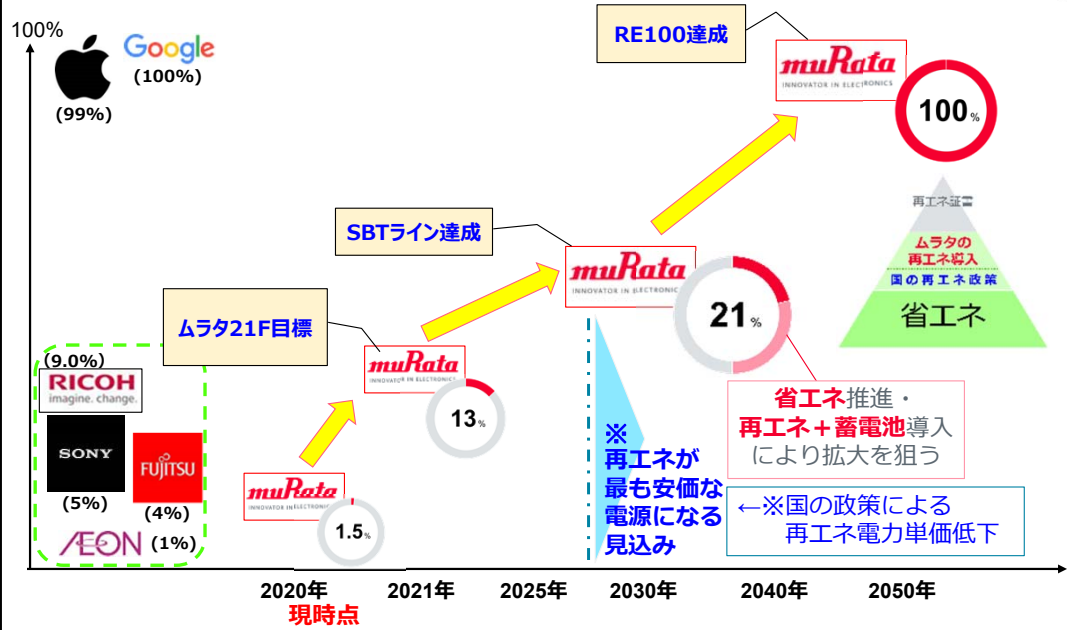 100%
Google
(100%)
(99%)
RE100達成
muRata
INNOVATOR IN ELECTRONICS
100%
再エネ証書
ムラタの
再エネ導入
国の再エネ政策
省エネ
SBTライン達成
muRata
INNOVATOR IN ELECTRONIC
21%
ムラタ21F目標
muRata
INNOVATOR IN ELECTRONICS
13%
(9.0%)
RICOH
imagine. change.
SONY
(5%)
FUJITSU
(4%)
ÆON
(1%)
muRata
INNOVATOR IN ELECTRONIC
1.5%
※
再エネが
最も安価な
電源になる
見込み
省エネ推進・
再エネ+蓄電池導入
により拡大を狙う
←※国の政策による
再エネ電力単価低下
2020年
2021年
2025年
2030年
2040年
2050年
現時点